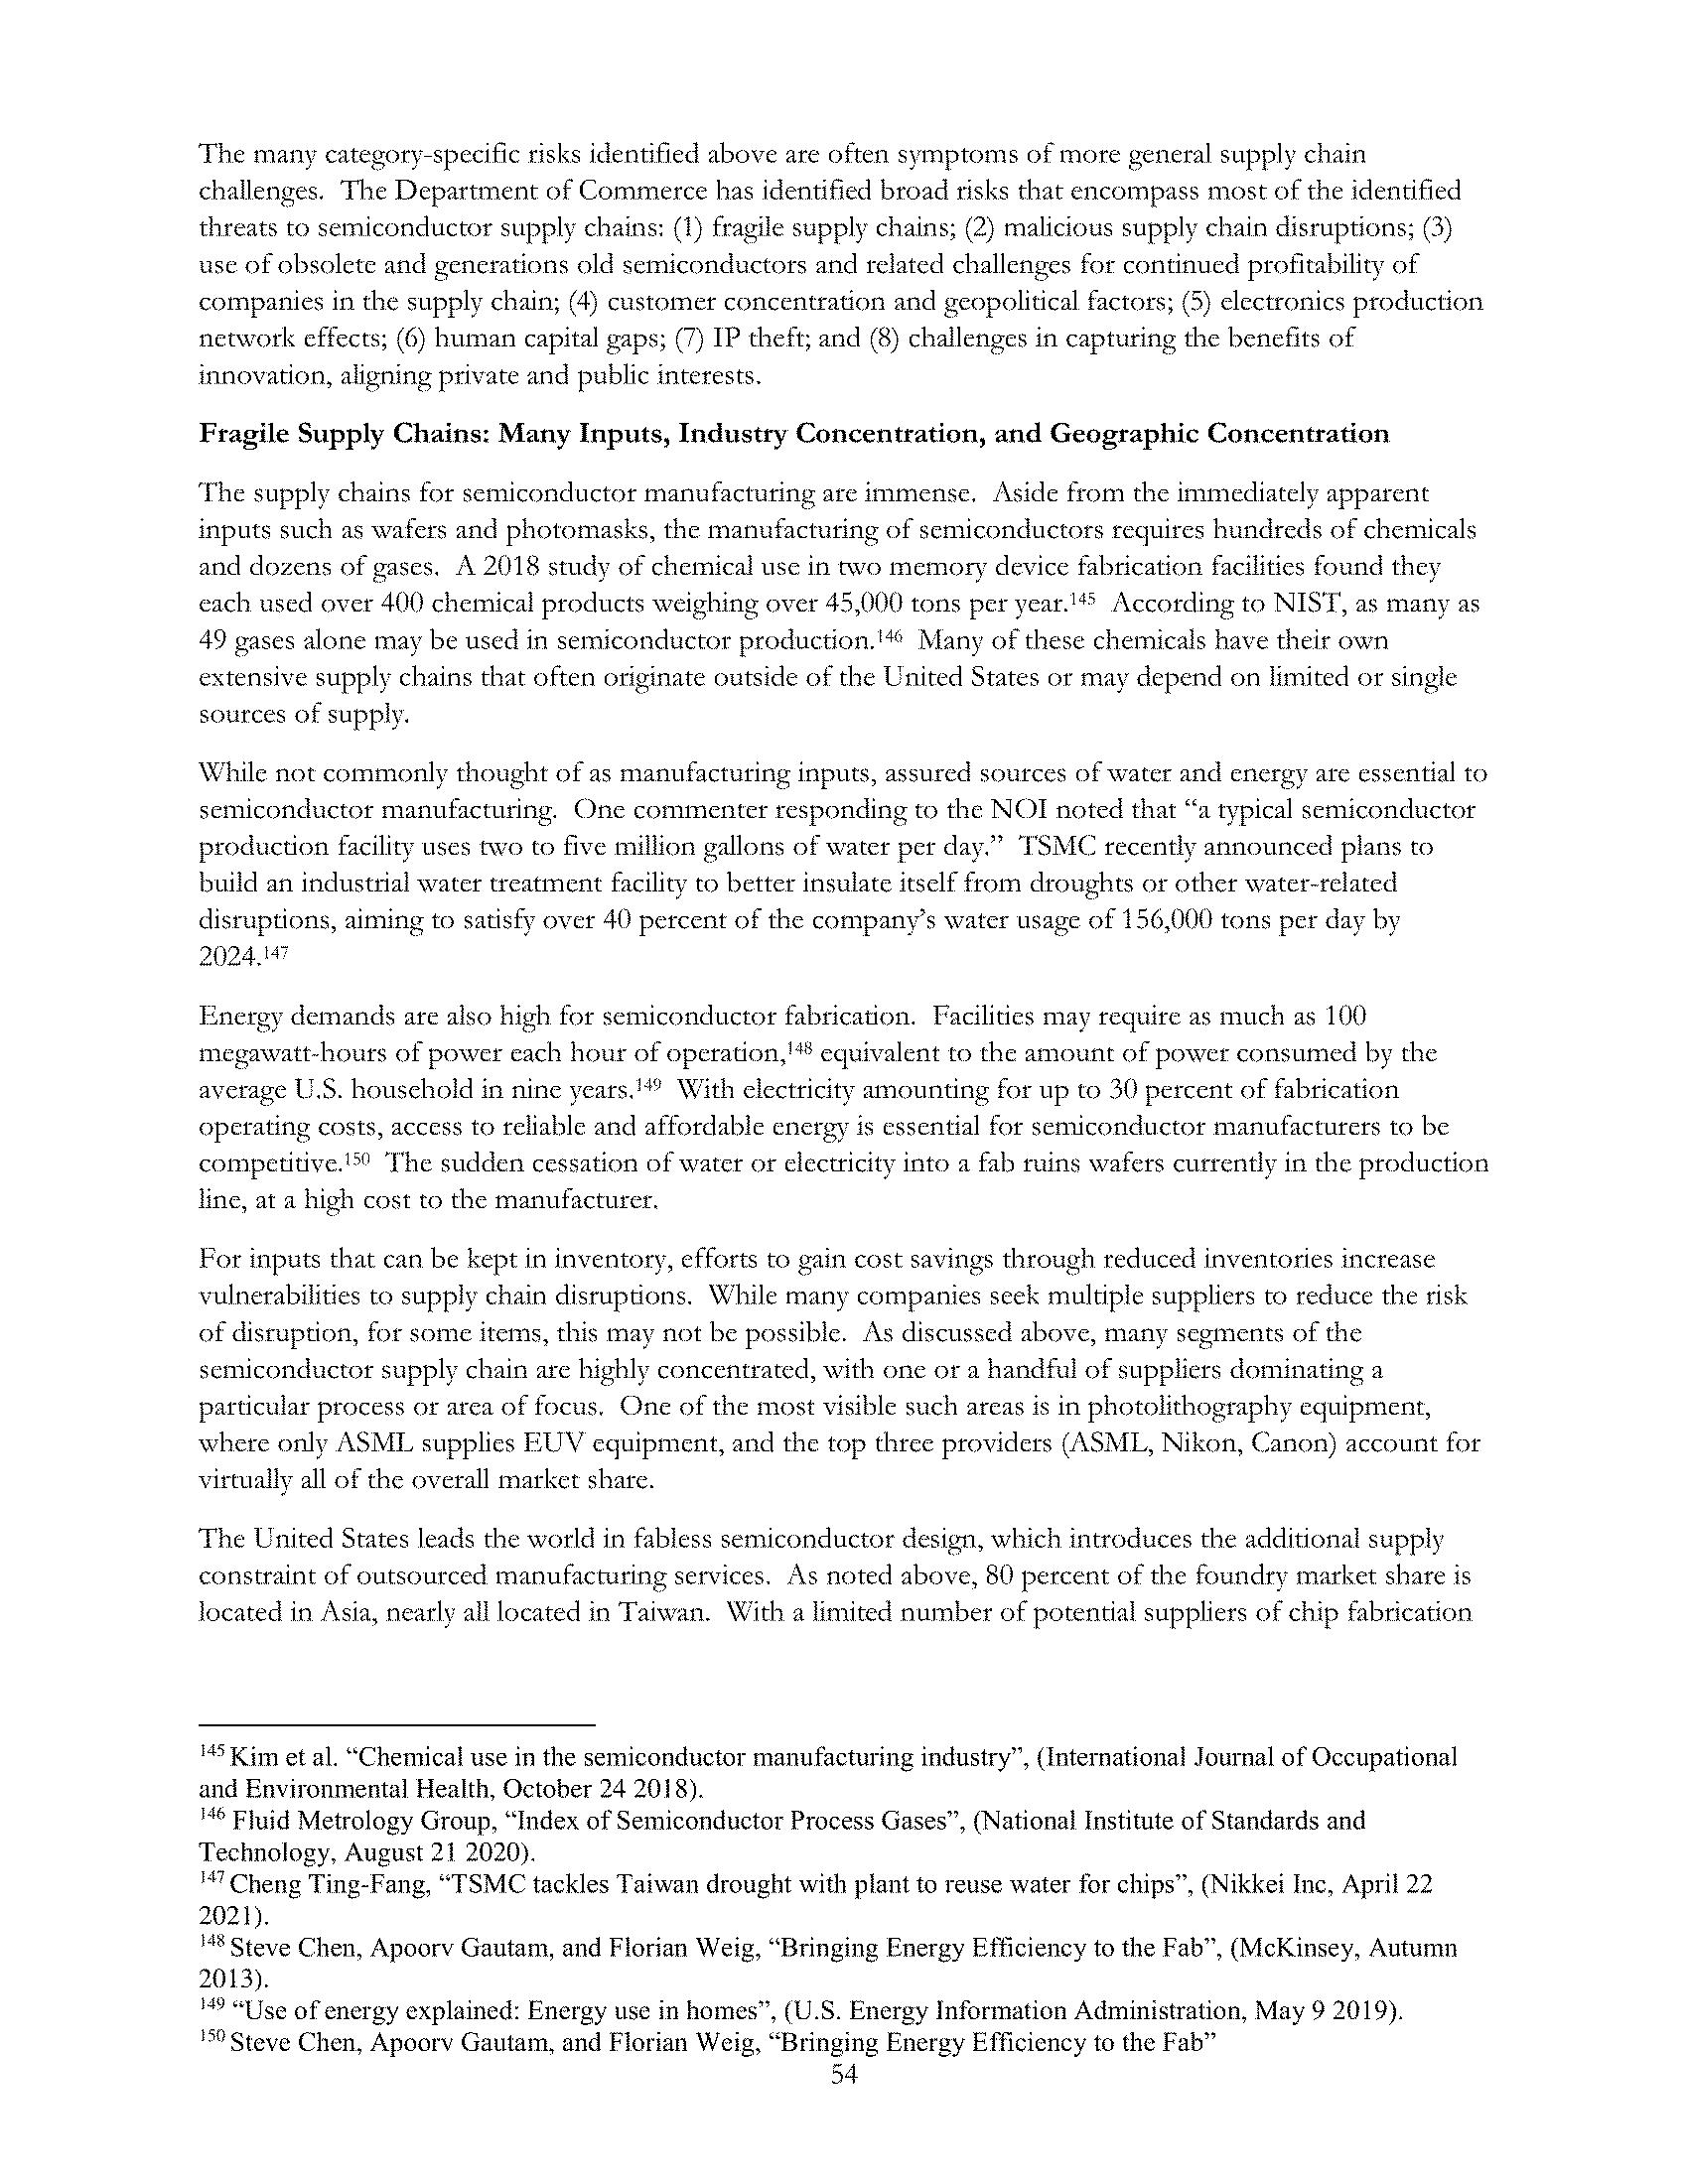 The many category-specific risks identified above are often symptoms of more general supply chain
challenges.  The Department of Commerce has identified broad risks that encompass most of the identified
threats to semiconductor supply chains: (1) fragile supply chains; (2) malicious supply chain disruptions; (3)
use of obsolete and generations old semiconductors and related challenges for continued profitability of
companies in the supply chain; (4) customer concentration and geopolitical factors; (5) electronics production
network effects; (6) human capital gaps; (7) IP theft; and (8) challenges in capturing the benefits of
innovation, aligning private and public interests.
Fragile Supply Chains: Many Inputs, Industry Concentration, and Geographic Concentration
The supply chains for semiconductor manufacturing are immense.  Aside from the immediately apparent
inputs such as wafers and photomasks, the manufacturing of semiconductors requires hundreds of chemicals
and dozens of gases.  A 2018 study of chemical use in two memory device fabrication facilities found they
each used over 400 chemical products weighing over 45,000 tons per year.145  According to NIST, as many as
49 gases alone may be used in semiconductor production.146  Many of these chemicals have their own
extensive supply chains that often originate outside of the United States or may depend on limited or single
sources of supply.
While not commonly thought of as manufacturing inputs, assured sources of water and energy are essential to
semiconductor manufacturing.  One commenter responding to the NOI noted that “a typical semiconductor
production facility uses two to five million gallons of water per day.”  TSMC recently announced plans to
build an industrial water treatment facility to better insulate itself from droughts or other water-related
disruptions, aiming to satisfy over 40 percent of the company’s water usage of 156,000 tons per day by
2024.147
Energy demands are also high for semiconductor fabrication.  Facilities may require as much as 100
megawatt-hours of power each hour of operation,148 equivalent to the amount of power consumed by the
average U.S. household in nine years.149  With electricity amounting for up to 30 percent of fabrication
operating costs, access to reliable and affordable energy is essential for semiconductor manufacturers to be
competitive.150  The sudden cessation of water or electricity into a fab ruins wafers currently in the production
line, at a high cost to the manufacturer.
For inputs that can be kept in inventory, efforts to gain cost savings through reduced inventories increase
vulnerabilities to supply chain disruptions.  While many companies seek multiple suppliers to reduce the risk
of disruption, for some items, this may not be possible.  As discussed above, many segments of the
semiconductor supply chain are highly concentrated, with one or a handful of suppliers dominating a
particular process or area of focus.  One of the most visible such areas is in photolithography equipment,
where only ASML supplies EUV equipment, and the top three providers (ASML, Nikon, Canon) account for
virtually all of the overall market share.
The United States leads the world in fabless semiconductor design, which introduces the additional supply
constraint of outsourced manufacturing services.  As noted above, 80 percent of the foundry market share is
located in Asia, nearly all located in Taiwan.  With a limited number of potential suppliers of chip fabrication
145 Kim et al. “Chemical use in the semiconductor manufacturing industry”, (International Journal of Occupational
and Environmental Health, October 24 2018).
146 Fluid Metrology Group, “Index of Semiconductor Process Gases”, (National Institute of Standards and
Technology, August 21 2020).
147 Cheng Ting-Fang, “TSMC tackles Taiwan drought with plant to reuse water for chips”, (Nikkei Inc, April 22
2021).
148 Steve Chen, Apoorv Gautam, and Florian Weig, “Bringing Energy Efficiency to the Fab”, (McKinsey, Autumn
2013).
149 “Use of energy explained: Energy use in homes”, (U.S. Energy Information Administration, May 9 2019).
150 Steve Chen, Apoorv Gautam, and Florian Weig, “Bringing Energy Efficiency to the Fab”
54